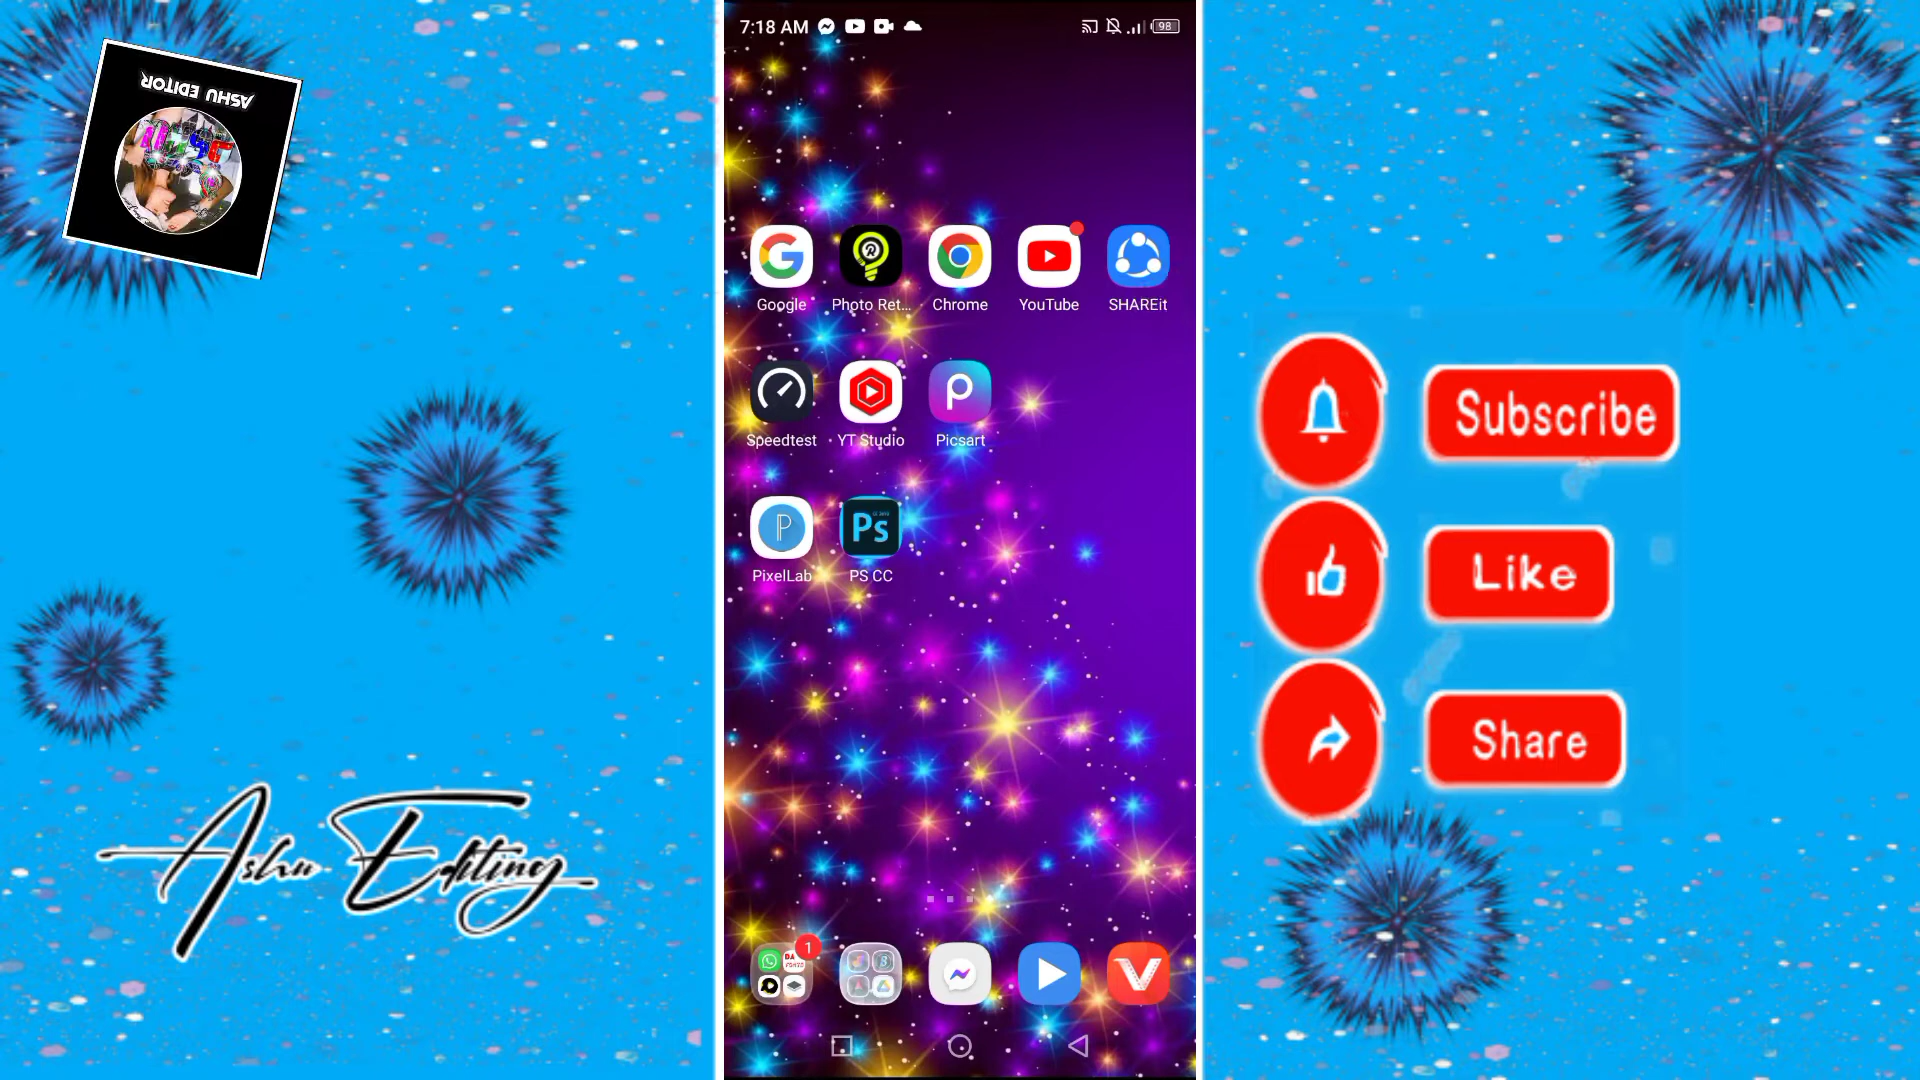 ASHU EDITOR
7:18 AM
98
Google
Photo Ret...
Chrome
YouTube
SHAREit
Speedtest
YT Studio
Picsart
PixelLab
Ps
PS CC
1
Subscribe
Like
Share
Ashu Editing